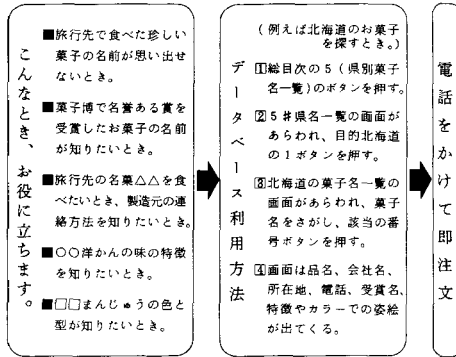 こんなとき、お役に立ちます。
■旅行先で食べた珍しい
菓子の名前が思い出せ
ないとき。
■菓子博で名誉ある賞を
受賞したお菓子の名前
が知りたいとき。
■旅行先の名菓△△を食
べたいとき、製造元の連
絡方法を知りたいとき。
■○○洋かんの味の特徴
を知りたいとき。
■□□まんじゅうの色と
型が知りたいとき。
データベース利用方法
(例えば北海道のお菓子
を探すとき。)
1総目次の5(県別菓子
名一覧)のボタンを押す。
2 5#県名一覧の画面が
あらわれ、目的北海道
の1ボタンを押す。
3北海道の菓子名一覧の
画面があらわれ、菓子
名をさがし、該当の番
号ボタンを押す。
4画面は品名、会社名、
所在地、電話、受賞名、
特徴やカラーでの姿絵
が出てくる。
電話をかけて即注文